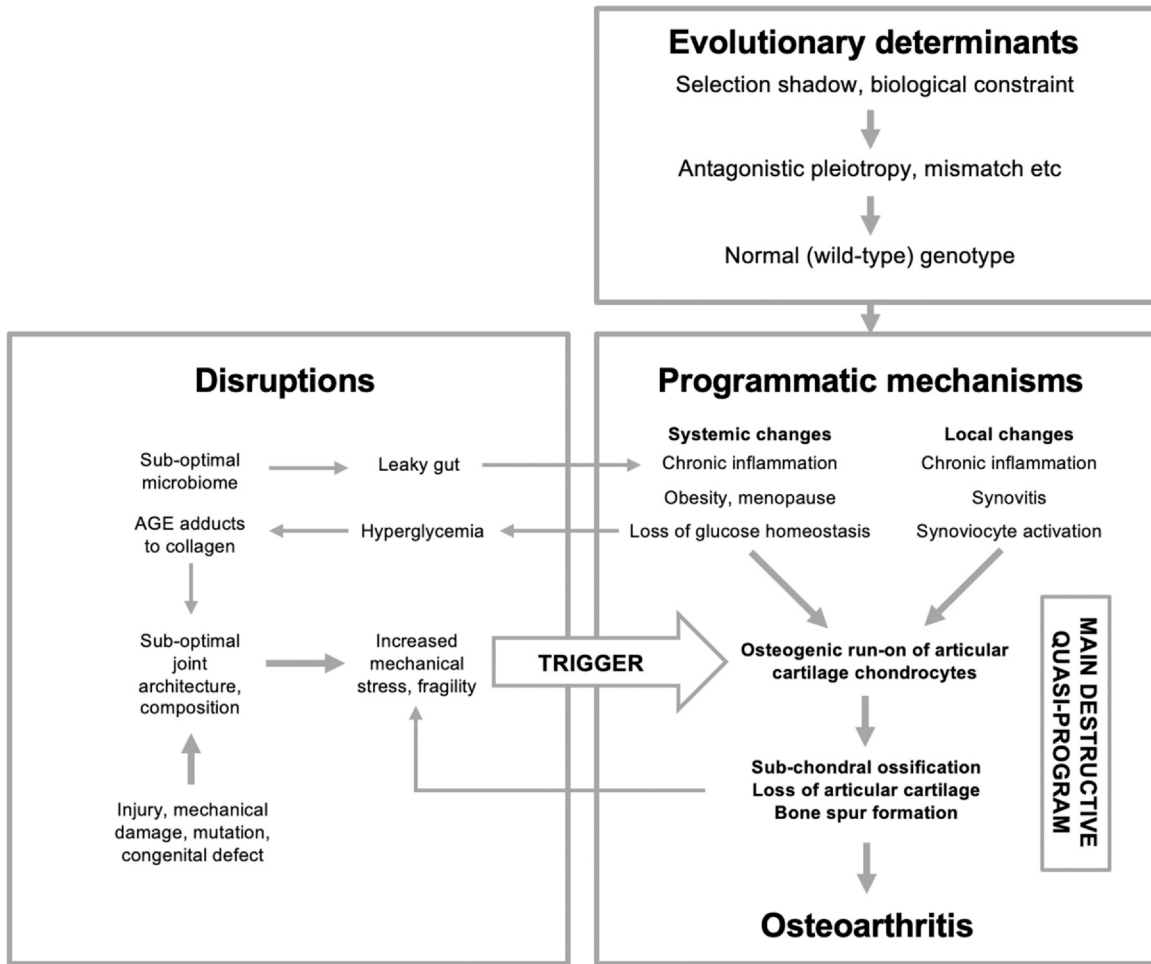 Evolutionary determinants
Selection shadow, biological constraint
Antagonistic pleiotropy, mismatch etc
Normal (wild-type) genotype
Disruptions
Sub-optimal
microbiome
Leaky gut
AGE adducts
to collagen
Hyperglycemia
Sub-optimal
joint
architecture,
composition
Increased
mechanical
stress, fragility
Injury, mechanical
damage, mutation,
congenital defect
TRIGGER
Programmatic mechanisms
Systemic changes
Chronic inflammation
Obesity, menopause
Loss of glucose homeostasis
Local changes
Chronic inflammation
Synovitis
Synoviocyte activation
Osteogenic run-on of articular
cartilage chondrocytes
Sub-chondral ossification
Loss of articular cartilage
Bone spur formation
Osteoarthritis
MAIN DESTRUCTIVE
QUASI-PROGRAM